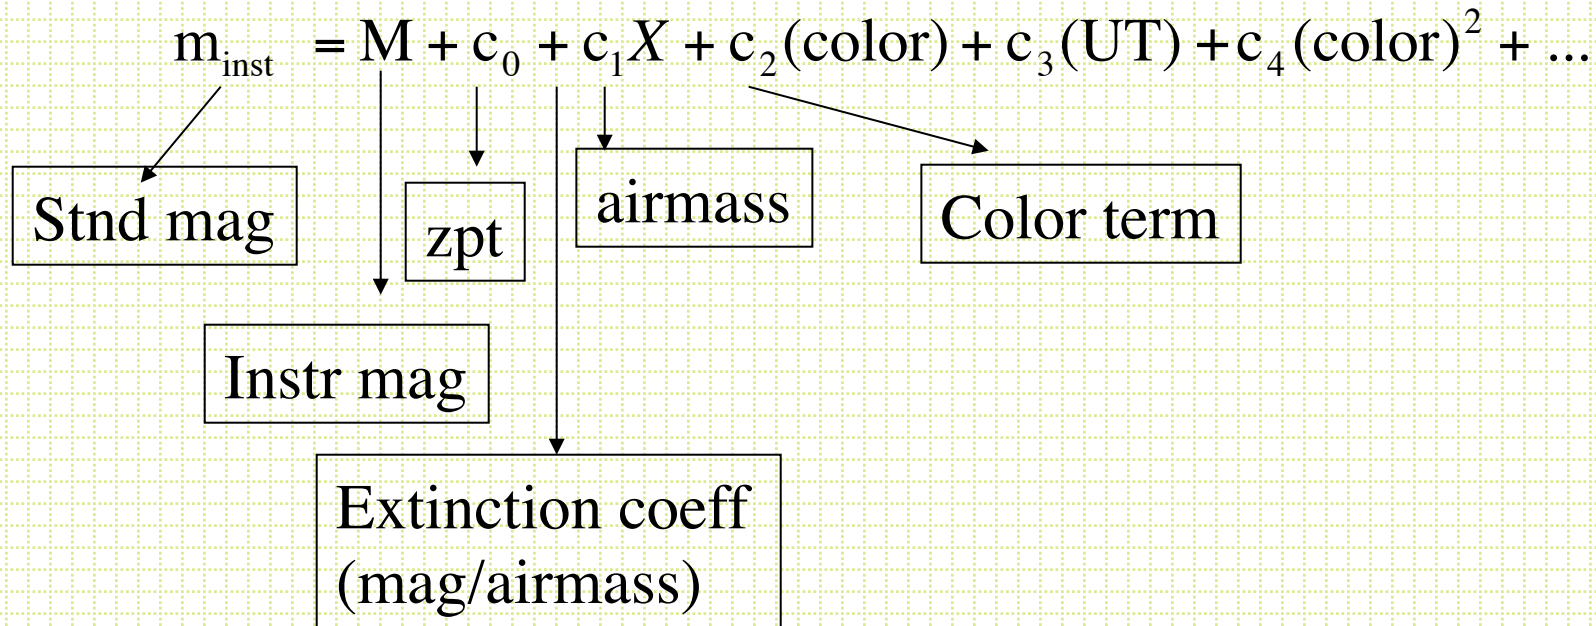 m_inst = M + c_0 + c_1X + c_2(color) + c_3(UT) + c_4(color)^2 + ...
Stnd mag
zpt
airmass
Color term
Instr mag
Extinction coeff
(mag/airmass)